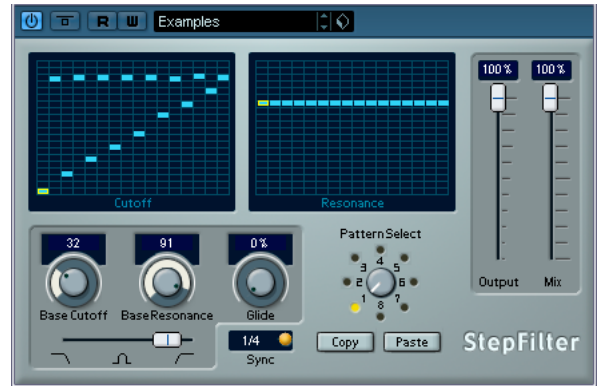 R W Examples
100 % 100 %
Cutoff Resonance
32 91 0 %
Pattern Select
3 4 5
2 6
1 8 7
Output Mix
Base Cutoff Base Resonance Glide
1/4 Copy Paste StepFilter
Sync